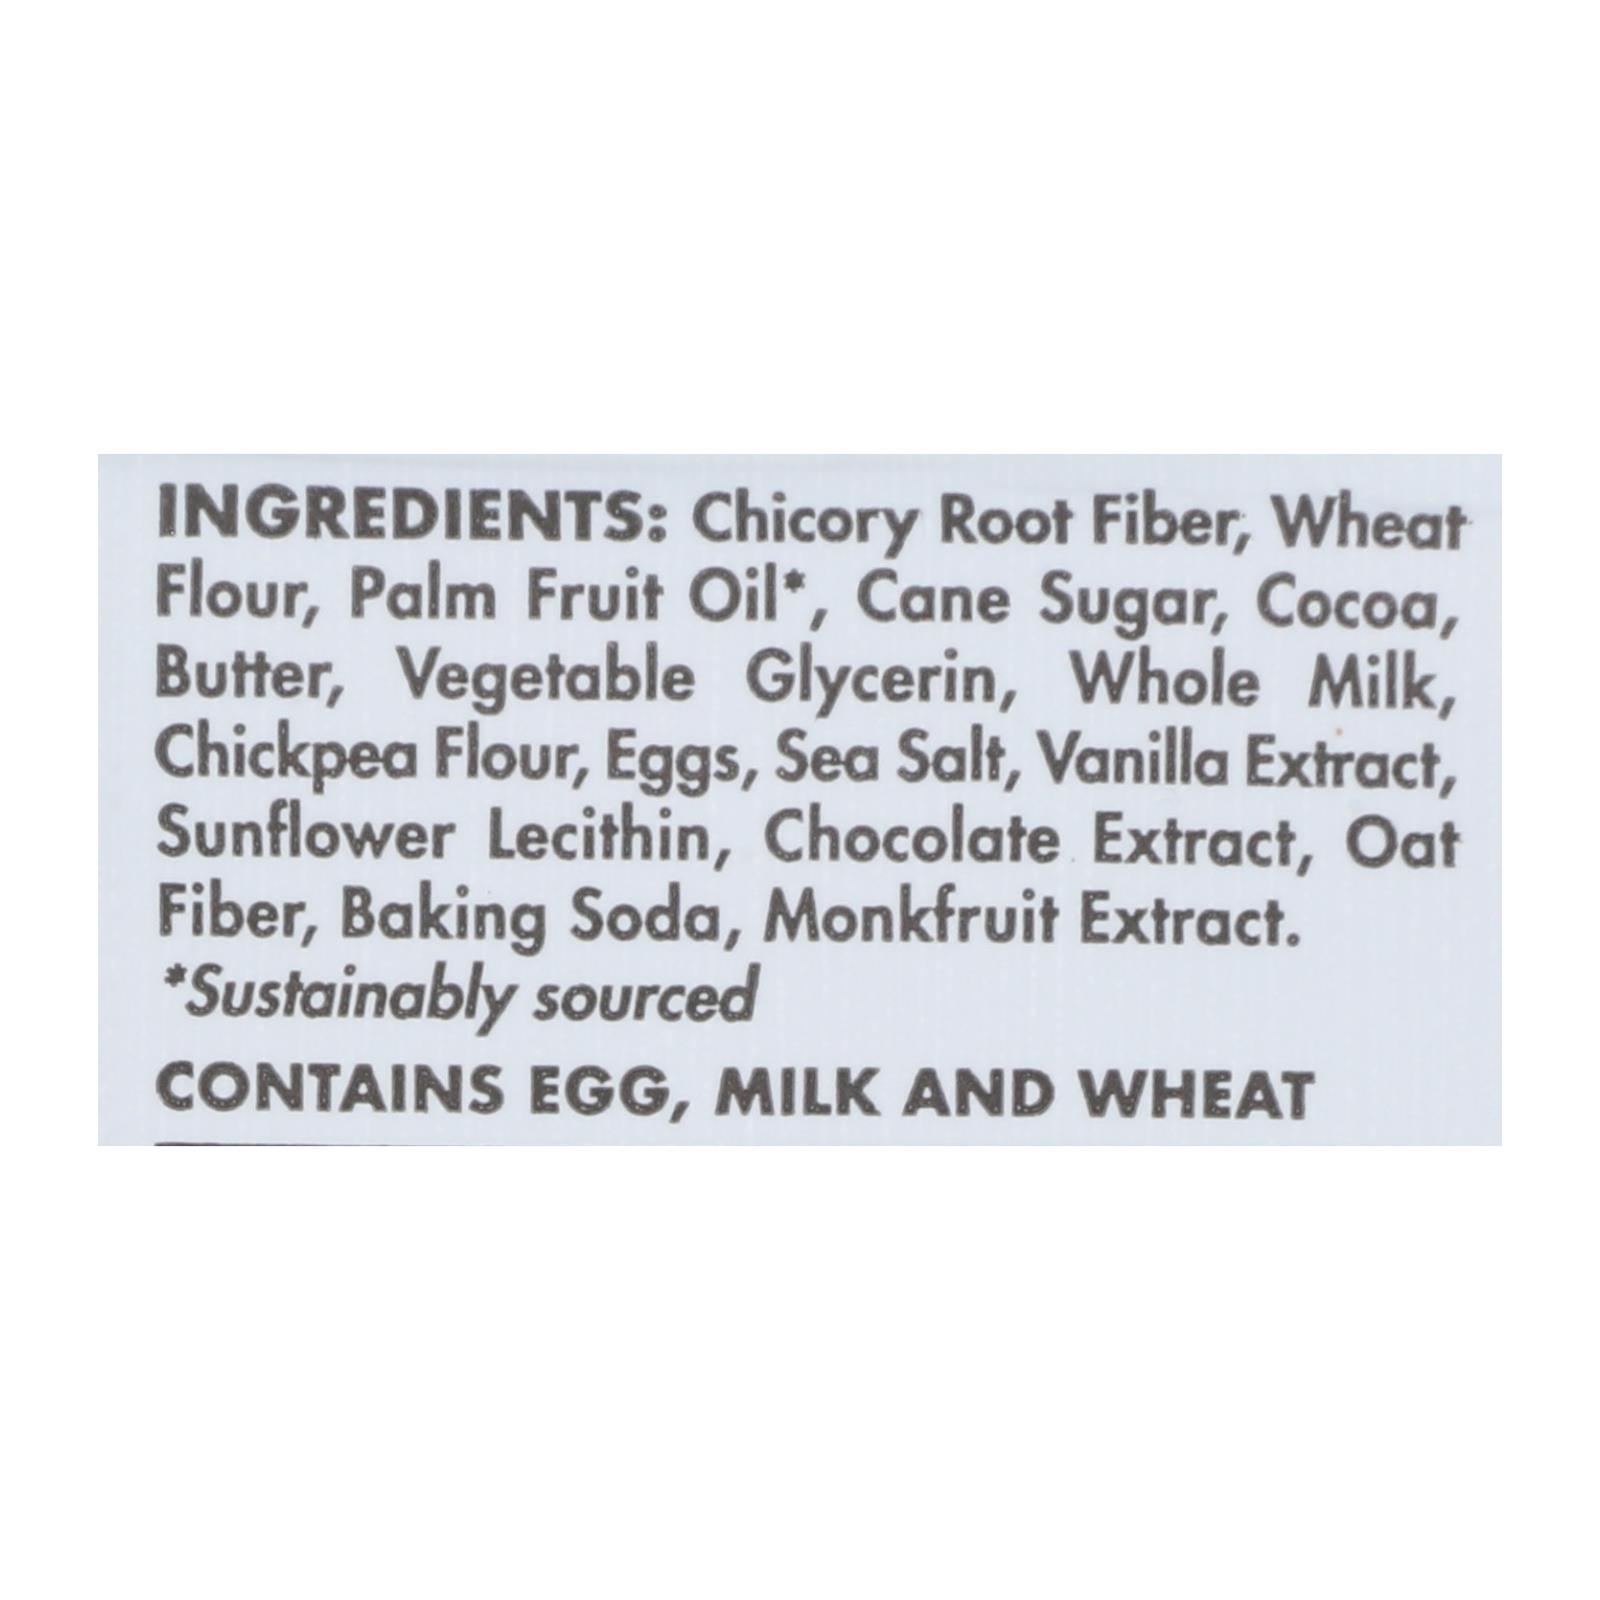 INGREDIENTS: Chicory Root Fiber, Wheat
Flour, Palm Fruit Oil*, Cane Sugar, Cocoa,
Butter, Vegetable Glycerin, Whole Milk,
Chickpea Flour, Eggs, Sea Salt, Vanilla Extract,
Sunflower Lecithin, Chocolate Extract, Oat
Fiber, Baking Soda, Monkfruit Extract.
*Sustainably sourced
CONTAINS EGG, MILK AND WHEAT